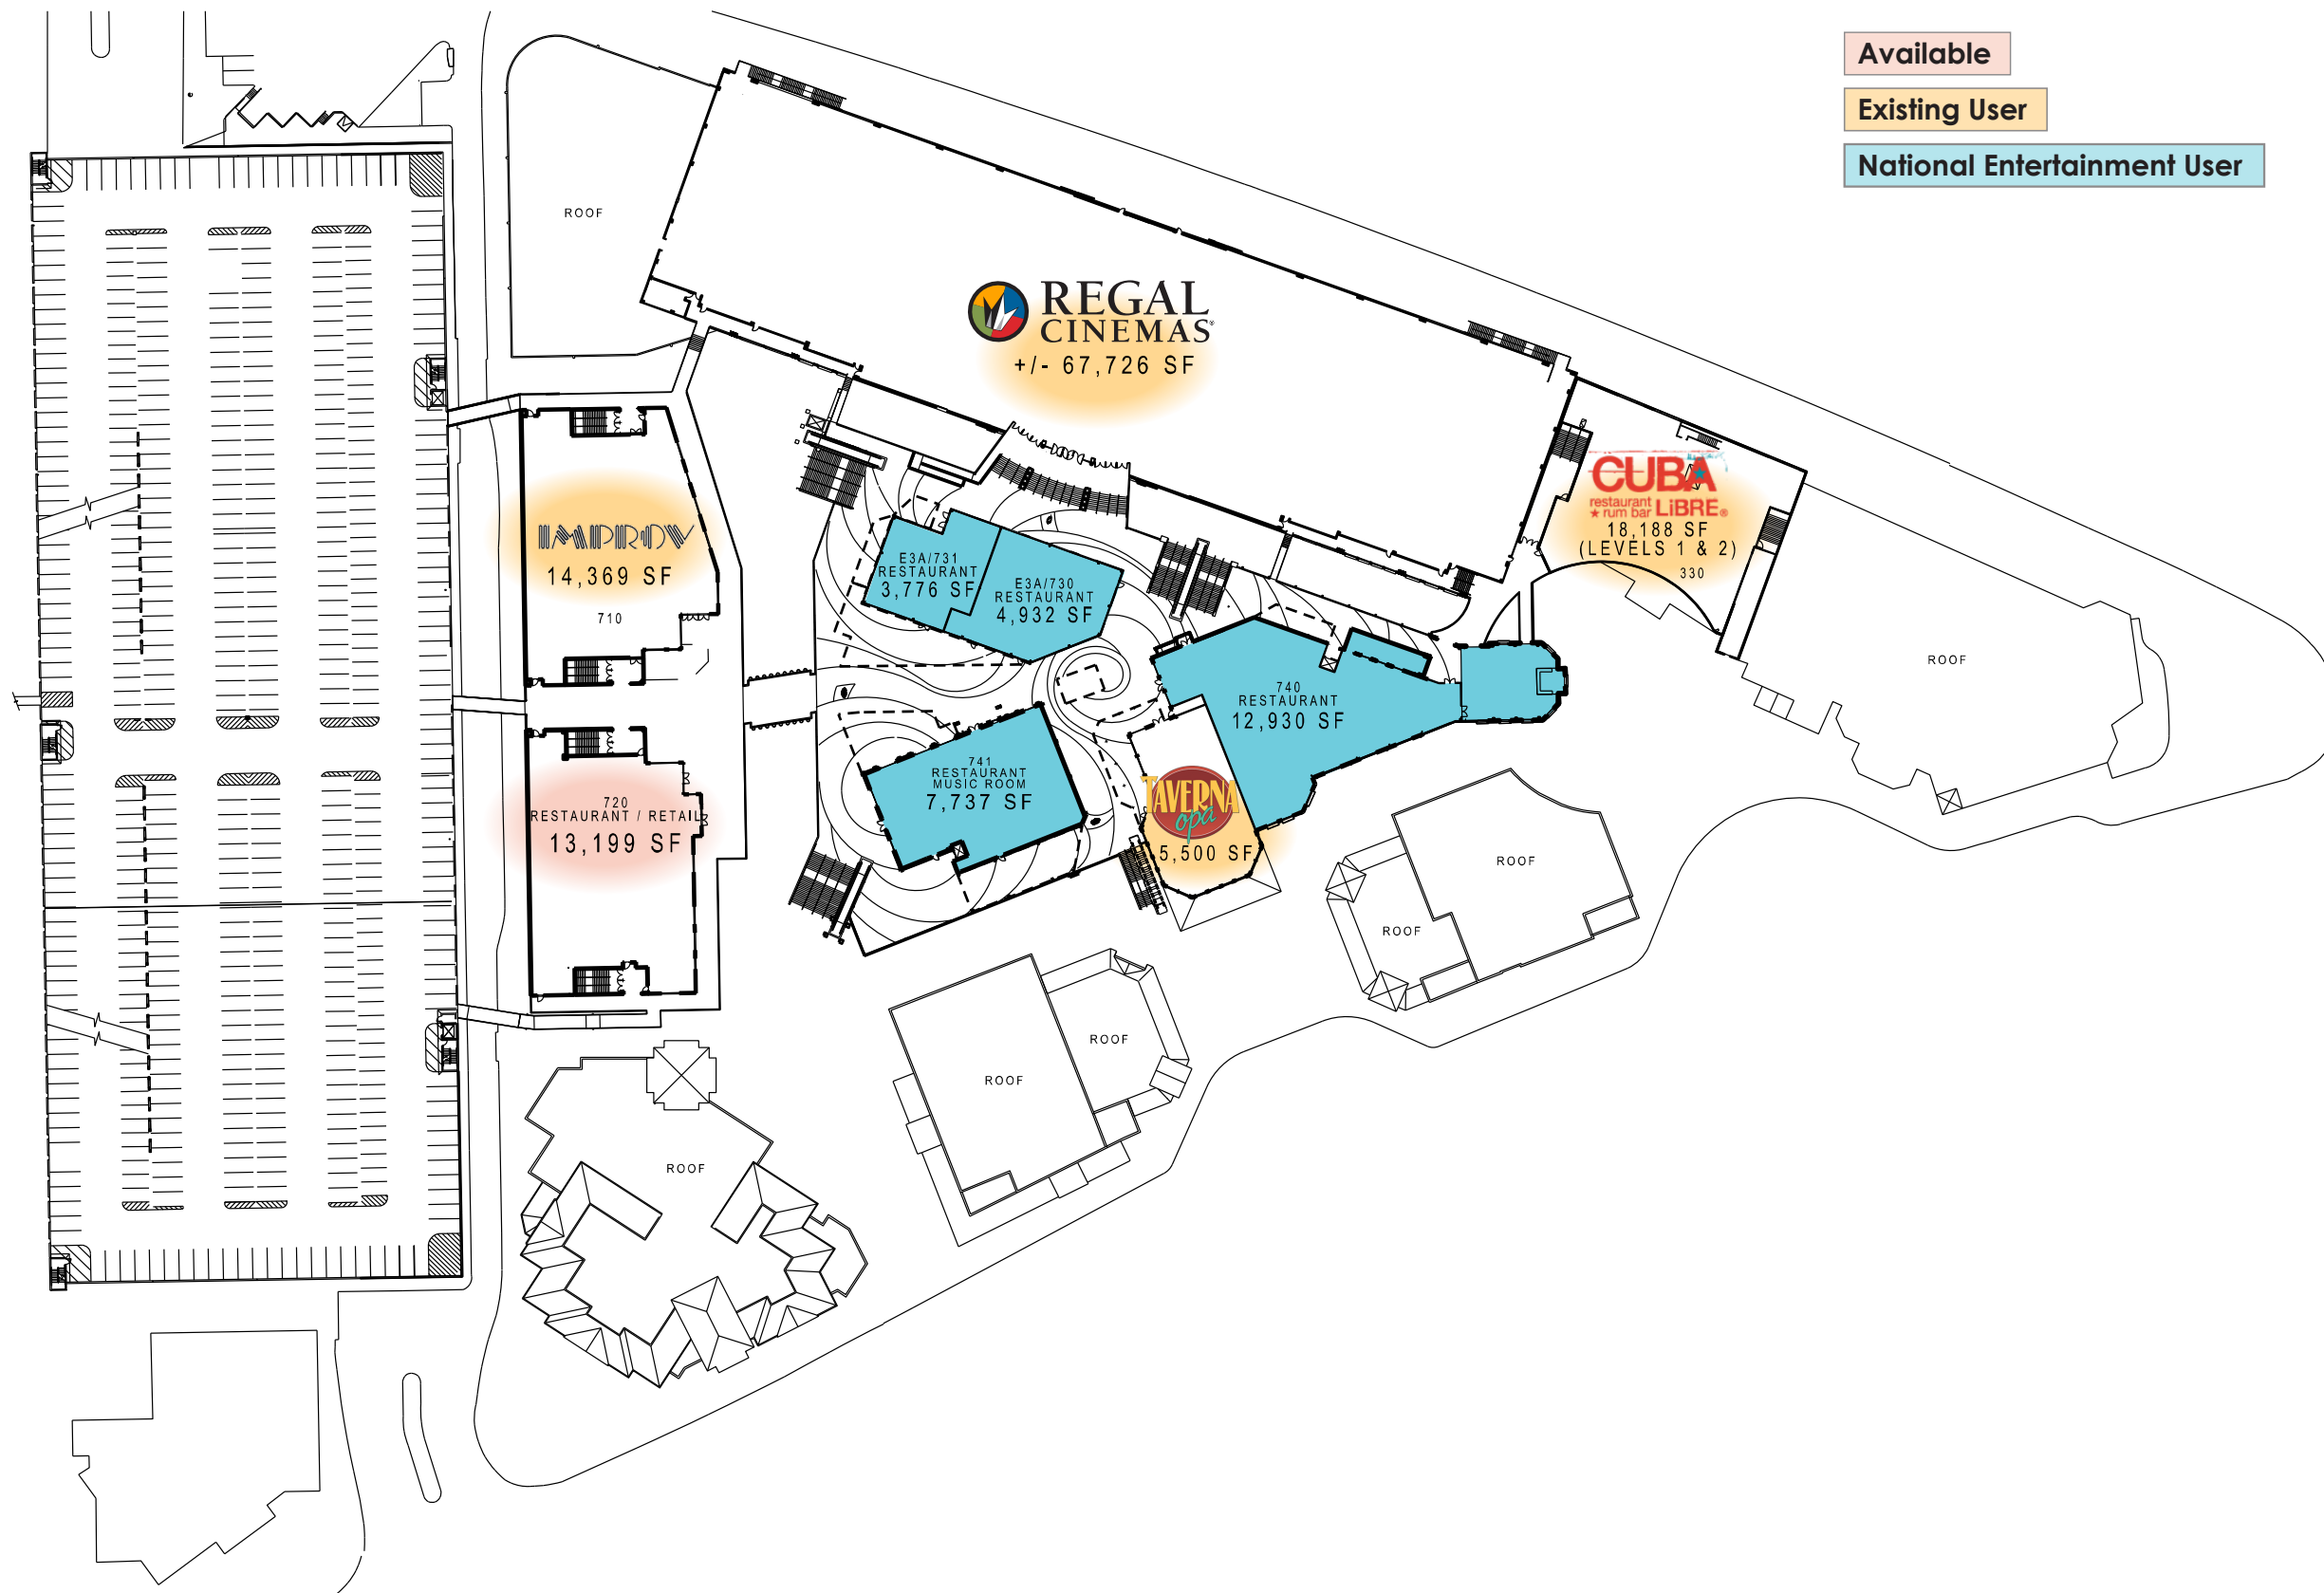 Available
Existing User
National Entertainment User
ROOF
REGAL
CINEMAS®
+/- 67,726 SF
CUBA
restaurant
★ rum bar LiBRE®
18,188 SF
(LEVELS 1 & 2)
330
IMPROV
14,369 SF
710
E3A/731
RESTAURANT
3,776 SF
E3A/730
RESTAURANT
4,932 SF
740
RESTAURANT
12,930 SF
ROOF
741
RESTAURANT
MUSIC ROOM
7,737 SF
TAVERNA
opa
5,500 SF
720
RESTAURANT / RETAIL
13,199 SF
ROOF
ROOF
ROOF
ROOF
ROOF